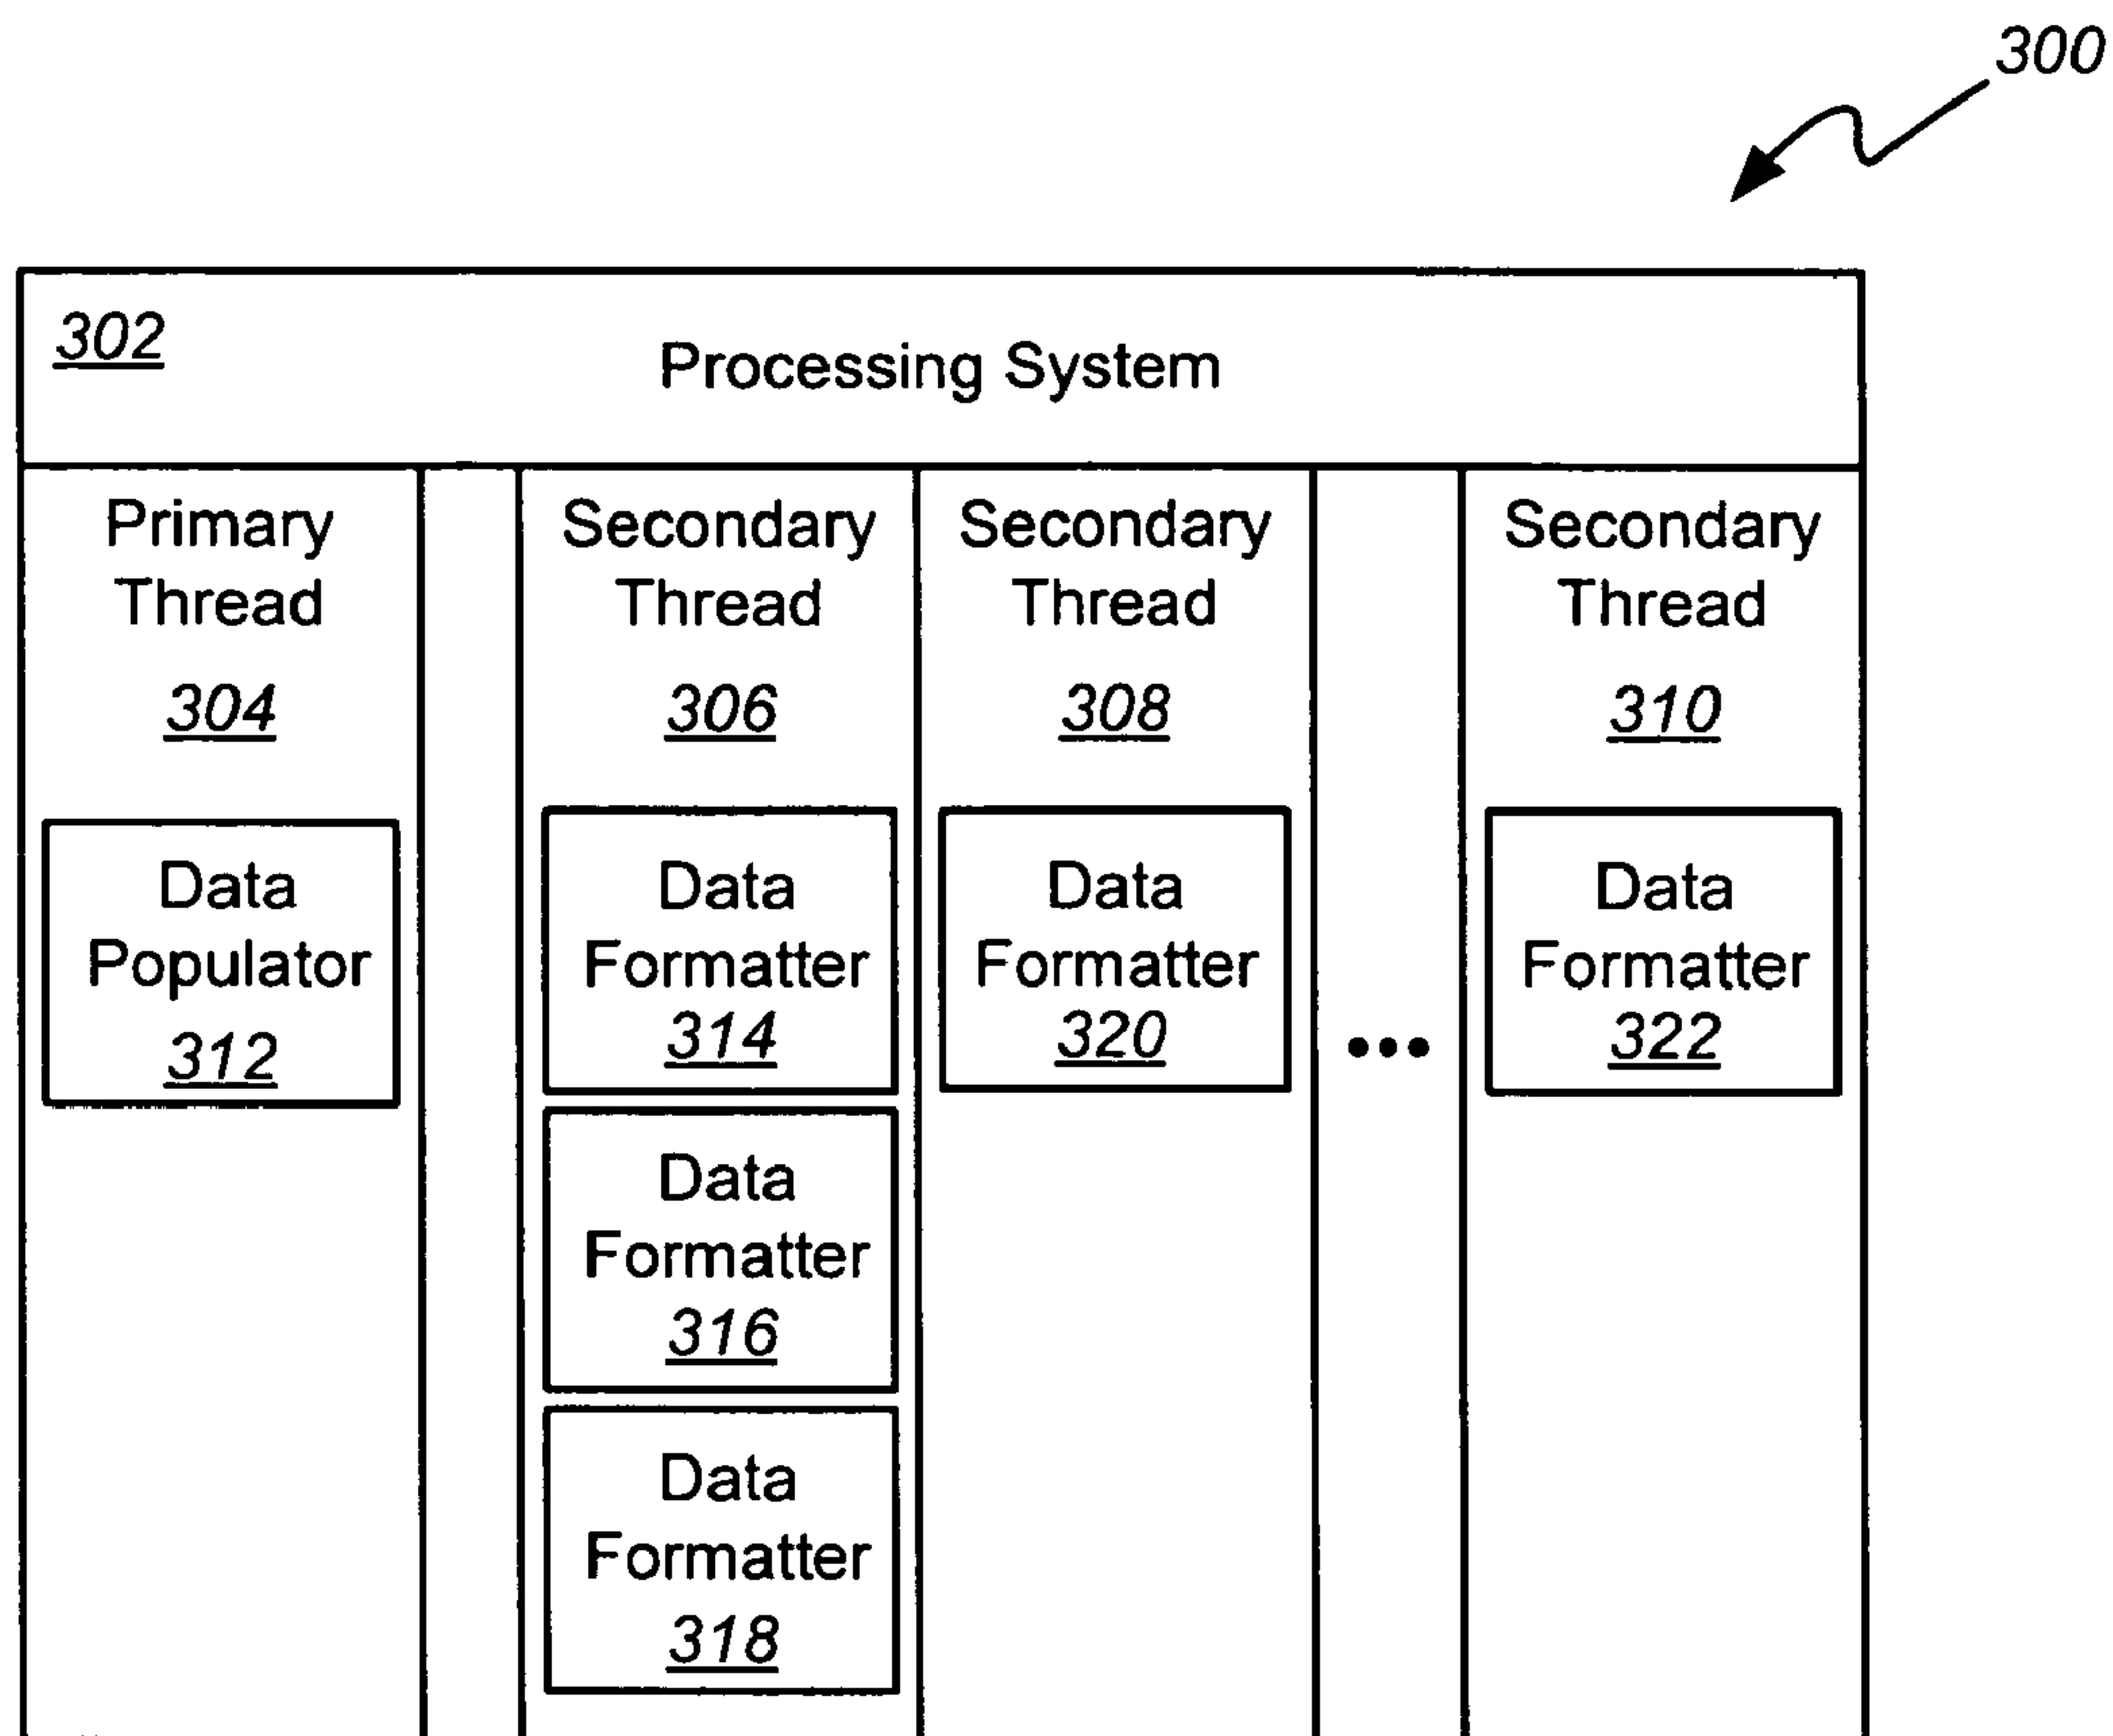 300
302
Processing System
Primary
Thread
304
Secondary
Thread
306
Secondary
Thread
308
Secondary
Thread
310
Data
Populator
312
Data
Formatter
314
Data
Formatter
316
Data
Formatter
318
Data
Formatter
320
•••
Data
Formatter
322